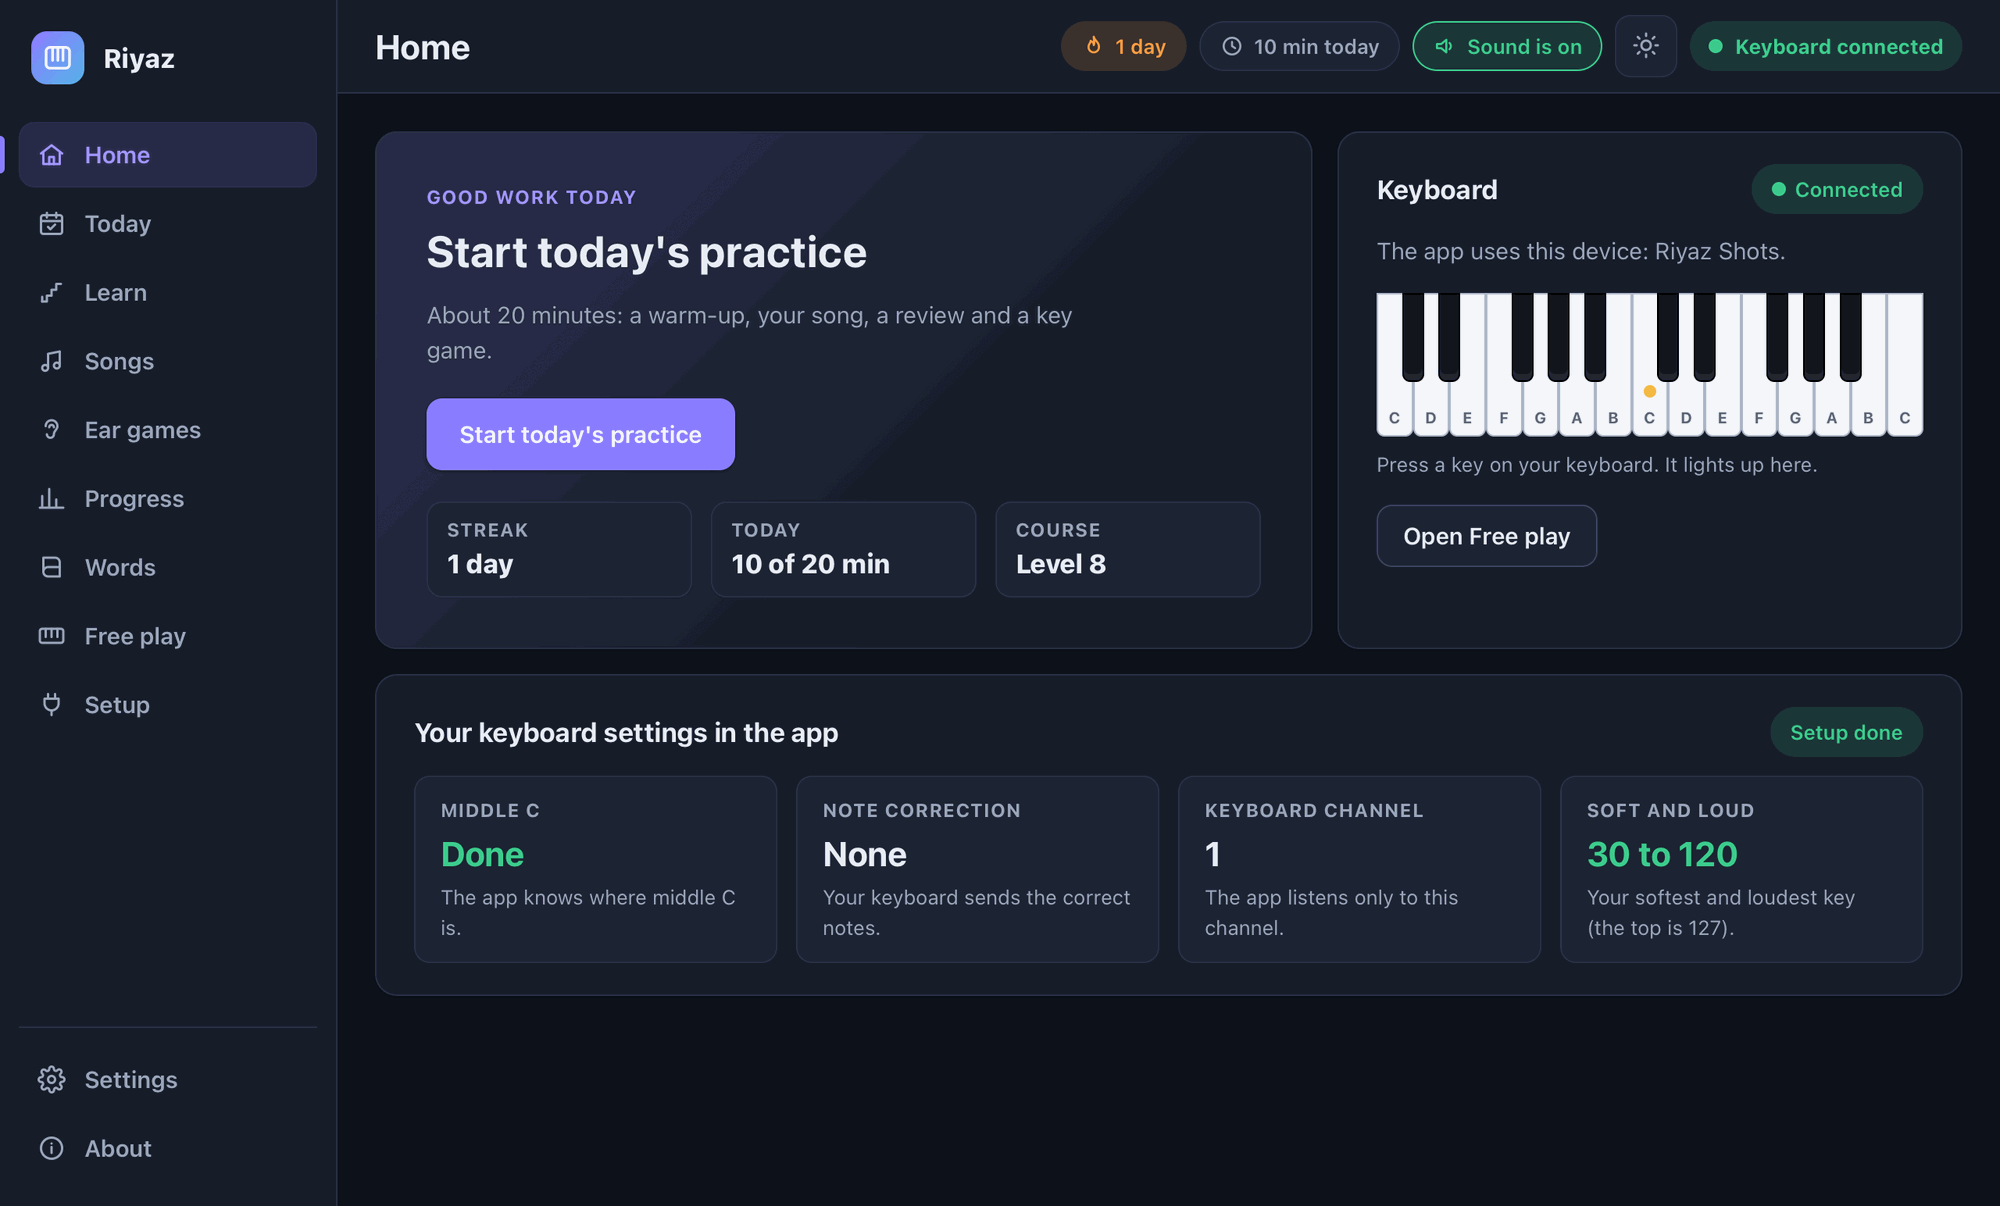 Riyaz
Home
Today
Learn
Songs
Ear games
Progress
Words
Free play
Setup
Settings
About
Home
1 day
10 min today
Sound is on
Keyboard connected
GOOD WORK TODAY
Start today's practice
About 20 minutes: a warm-up, your song, a review and a key
game.
Start today's practice
STREAK
1 day
TODAY
10 of 20 min
COURSE
Level 8
Keyboard
Connected
The app uses this device: Riyaz Shots.
C D E F G A B C D E F G A B C
Press a key on your keyboard. It lights up here.
Open Free play
Your keyboard settings in the app
Setup done
MIDDLE C
Done
The app knows where middle C
is.
NOTE CORRECTION
None
Your keyboard sends the correct
notes.
KEYBOARD CHANNEL
1
The app listens only to this
channel.
SOFT AND LOUD
30 to 120
Your softest and loudest key
(the top is 127).